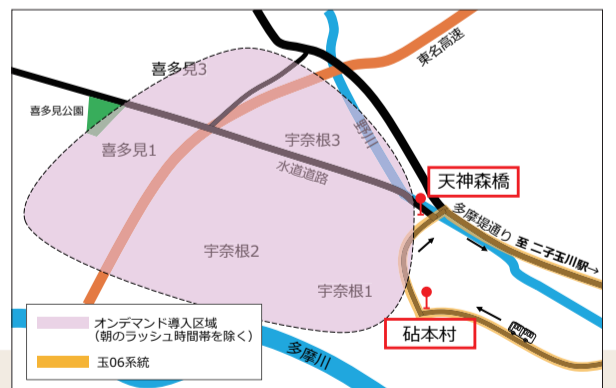 喜多見3
東名高速
喜多見公園
喜多見1
宇奈根3
野川
水道道路
天神森橋
多摩堤通り 至 二子玉川駅→
宇奈根2
宇奈根1
砧本村
オンデマンド導入区域
(朝のラッシュ時間帯を除く)
玉06系統
多摩川